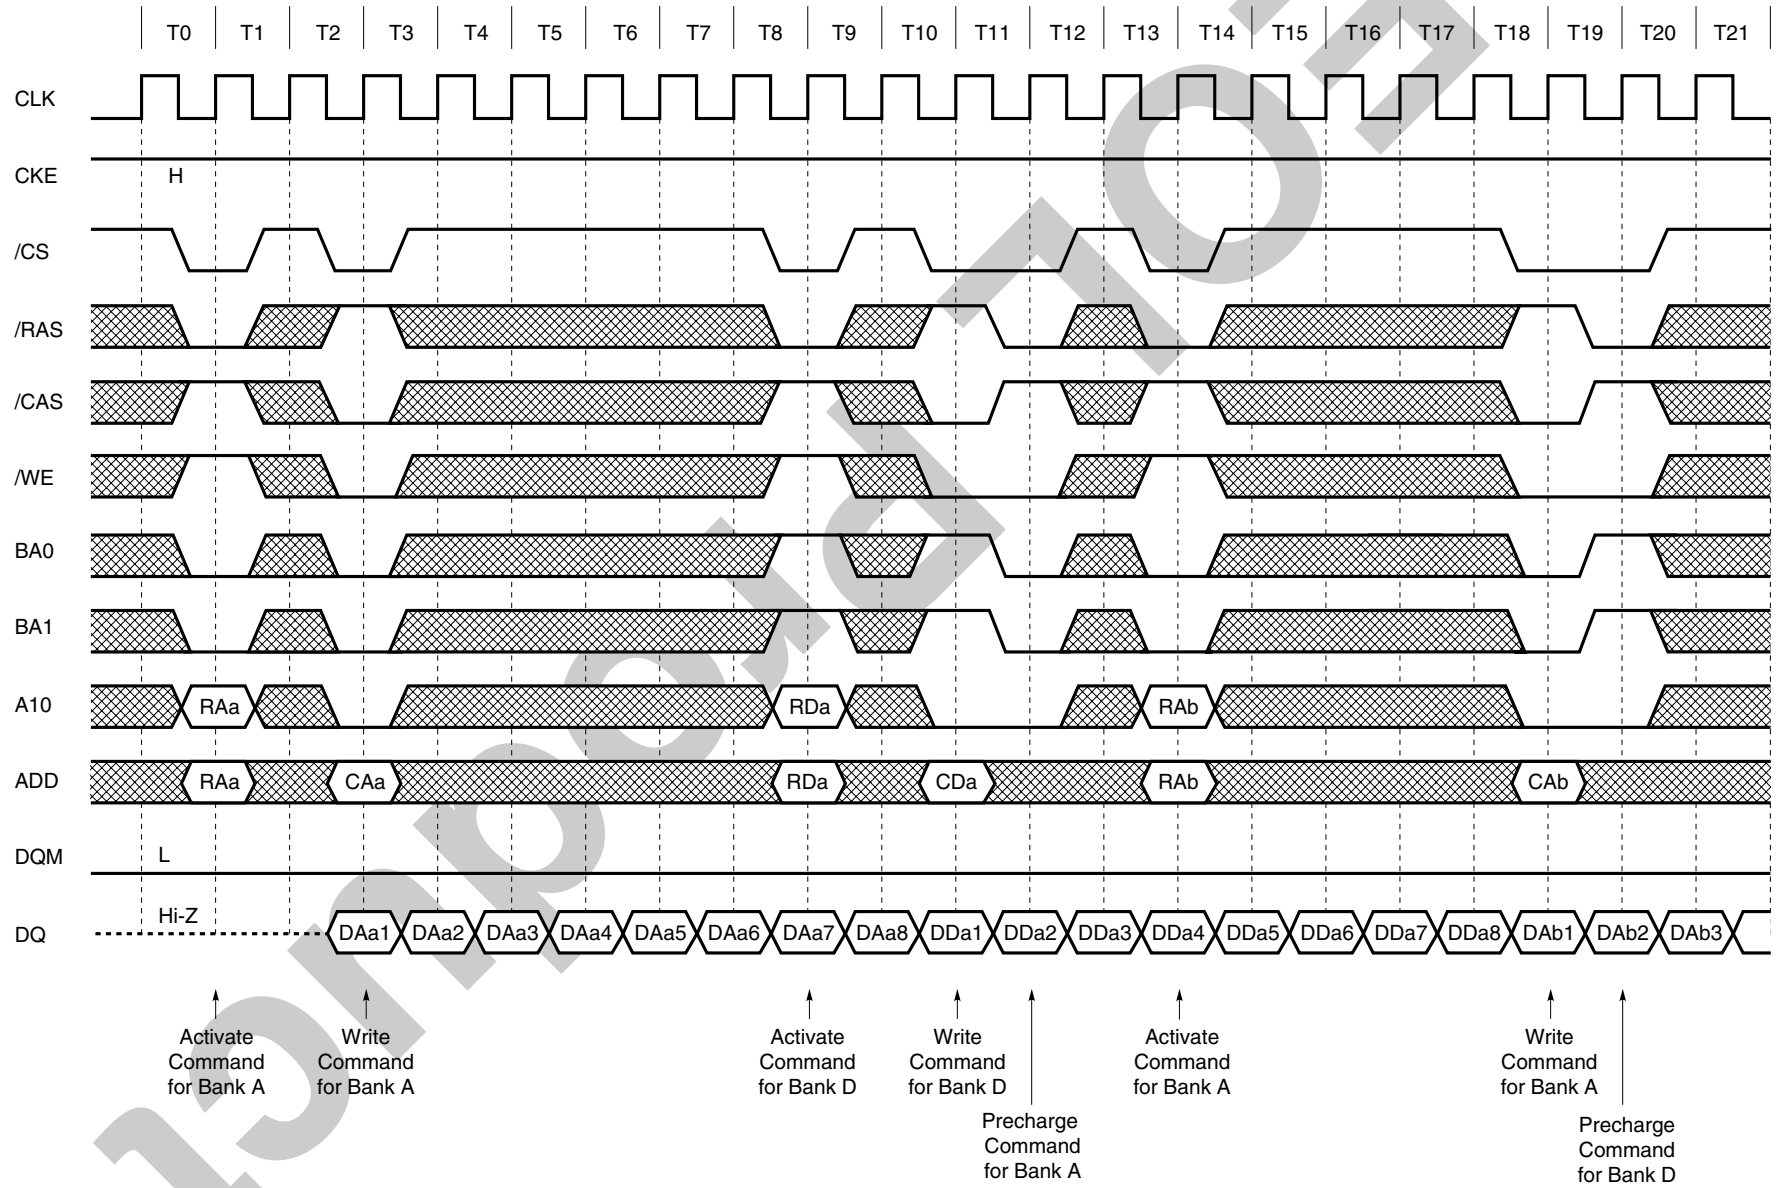 T0 T1 T2 T3 T4 T5 T6 T7 T8 T9 T10 T11 T12 T13 T14 T15 T16 T17 T18 T19 T20 T21
CLK
CKE H
/CS
/RAS
/CAS
/WE
BA0
BA1
A10 RAa RDa RAb
ADD RAa CAa RDa CDa RAb CAb
DQM L
DQ Hi-Z DAa1 DAa2 DAa3 DAa4 DAa5 DAa6 DAa7 DAa8 DDa1 DDa2 DDa3 DDa4 DDa5 DDa6 DDa7 DDa8 DAb1 DAb2 DAb3
Activate
Command
for Bank A
Write
Command
for Bank A
Activate
Command
for Bank D
Write
Command
for Bank D
Precharge
Command
for Bank A
Activate
Command
for Bank A
Write
Command
for Bank A
Precharge
Command
for Bank D
EOL Product